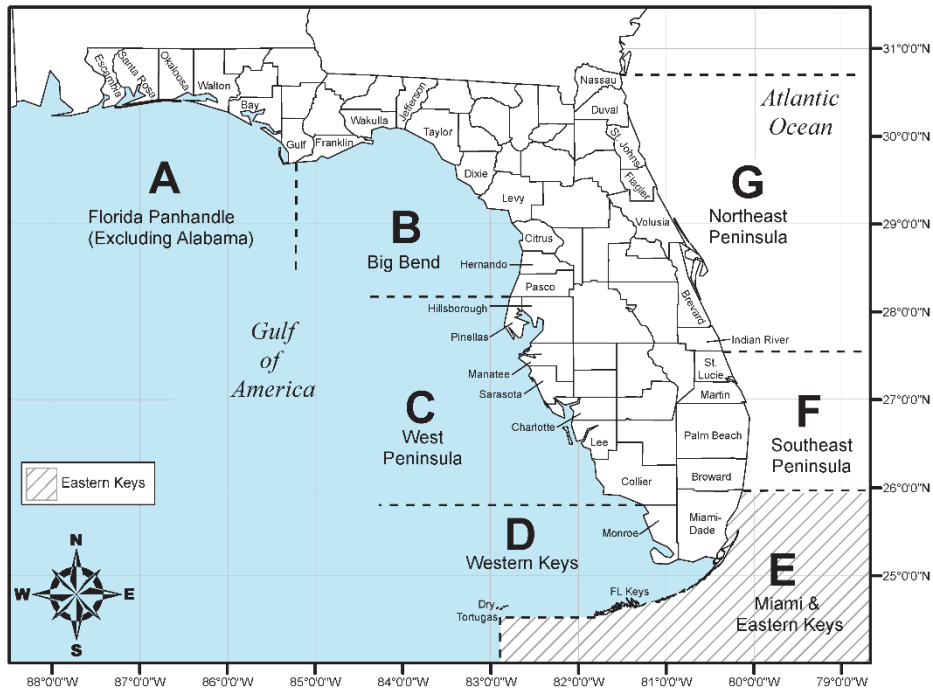 Escambia
Santa Rosa
Okaloosa
Walton
Bay
Gulf
Franklin
Wakulla
Jefferson
Taylor
Dixie
Levy
Citrus
Hernando
Pasco
Hillsborough
Pinellas
Manatee
Sarasota
Charlotte
Lee
Collier
Monroe
Miami-
Dade
Broward
Palm Beach
Martin
St.
Lucie
Indian River
Brevard
Volusia
Flagler
St. Johns
Duval
Nassau
Atlantic
Ocean
A
Florida Panhandle
(Excluding Alabama)
B
Big Bend
Gulf
of
America
C
West
Peninsula
D
Western Keys
Dry
Tortugas
FL Keys
E
Miami &
Eastern Keys
F
Southeast
Peninsula
G
Northeast
Peninsula
Eastern Keys
N
W
E
S
31°0'0"N
30°0'0"N
29°0'0"N
28°0'0"N
27°0'0"N
26°0'0"N
25°0'0"N
88°0'0"W
87°0'0"W
86°0'0"W
85°0'0"W
84°0'0"W
83°0'0"W
82°0'0"W
81°0'0"W
80°0'0"W
79°0'0"W